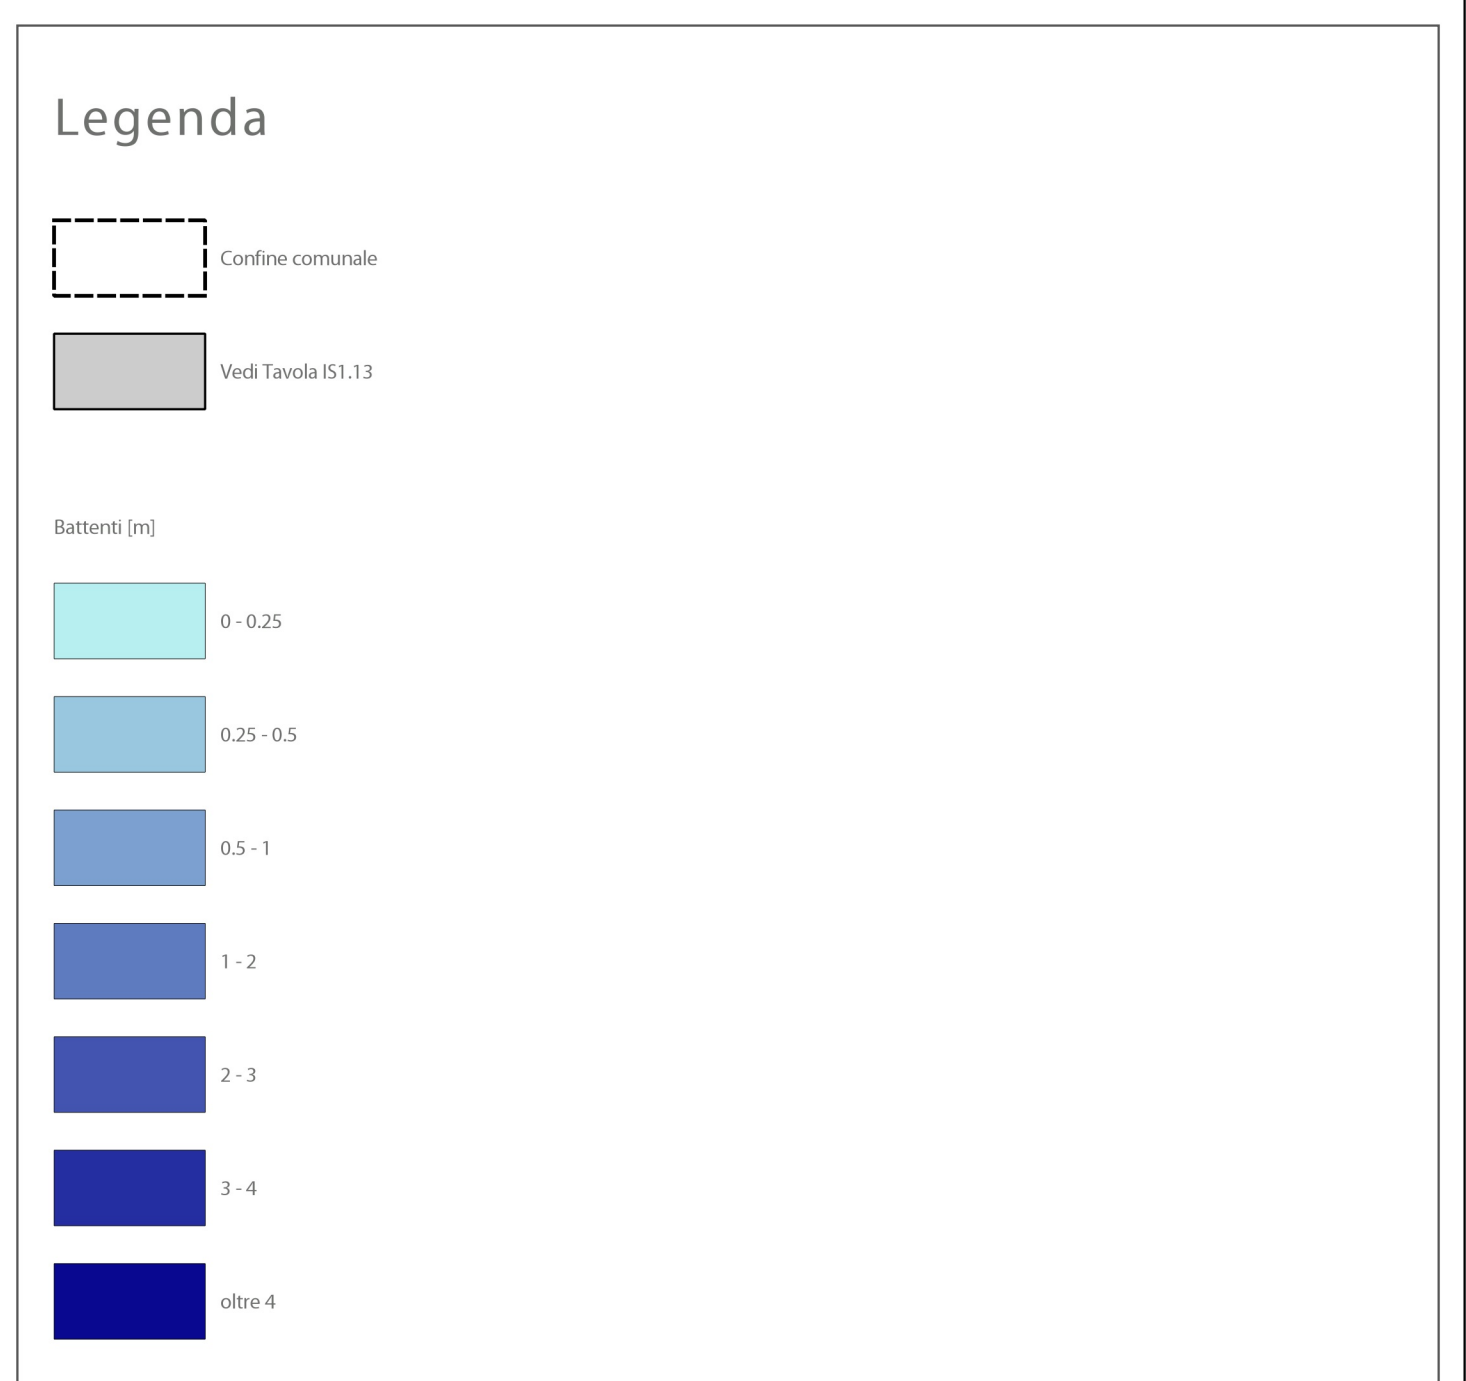 Legenda
Confine comunale
Vedi Tavola IS1.13
Battenti [m]
0 - 0.25
0.25 - 0.5
0.5 - 1
1 - 2
2 - 3
3 - 4
oltre 4